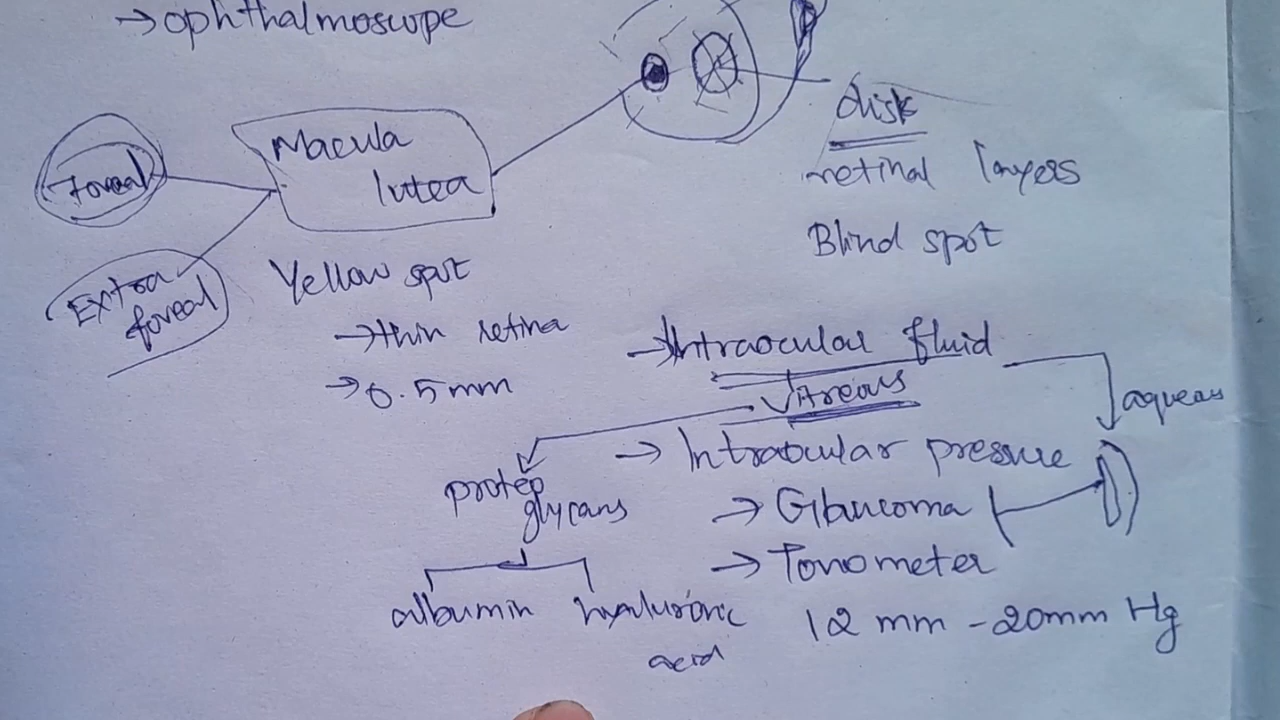 →ophthalmoscope
disk
retinal layers
Blind spot
Macula
lutea
Foveal
Extra
foveal
Yellow spot
→thin retina
→0.5mm
→Intraocular fluid
Vitreous
aqueous
→ Intraocular pressure
proteo
glycans
→ Glaucoma
→ Tonometer
albumin hyaluronic
acid
12 mm - 20mm Hg